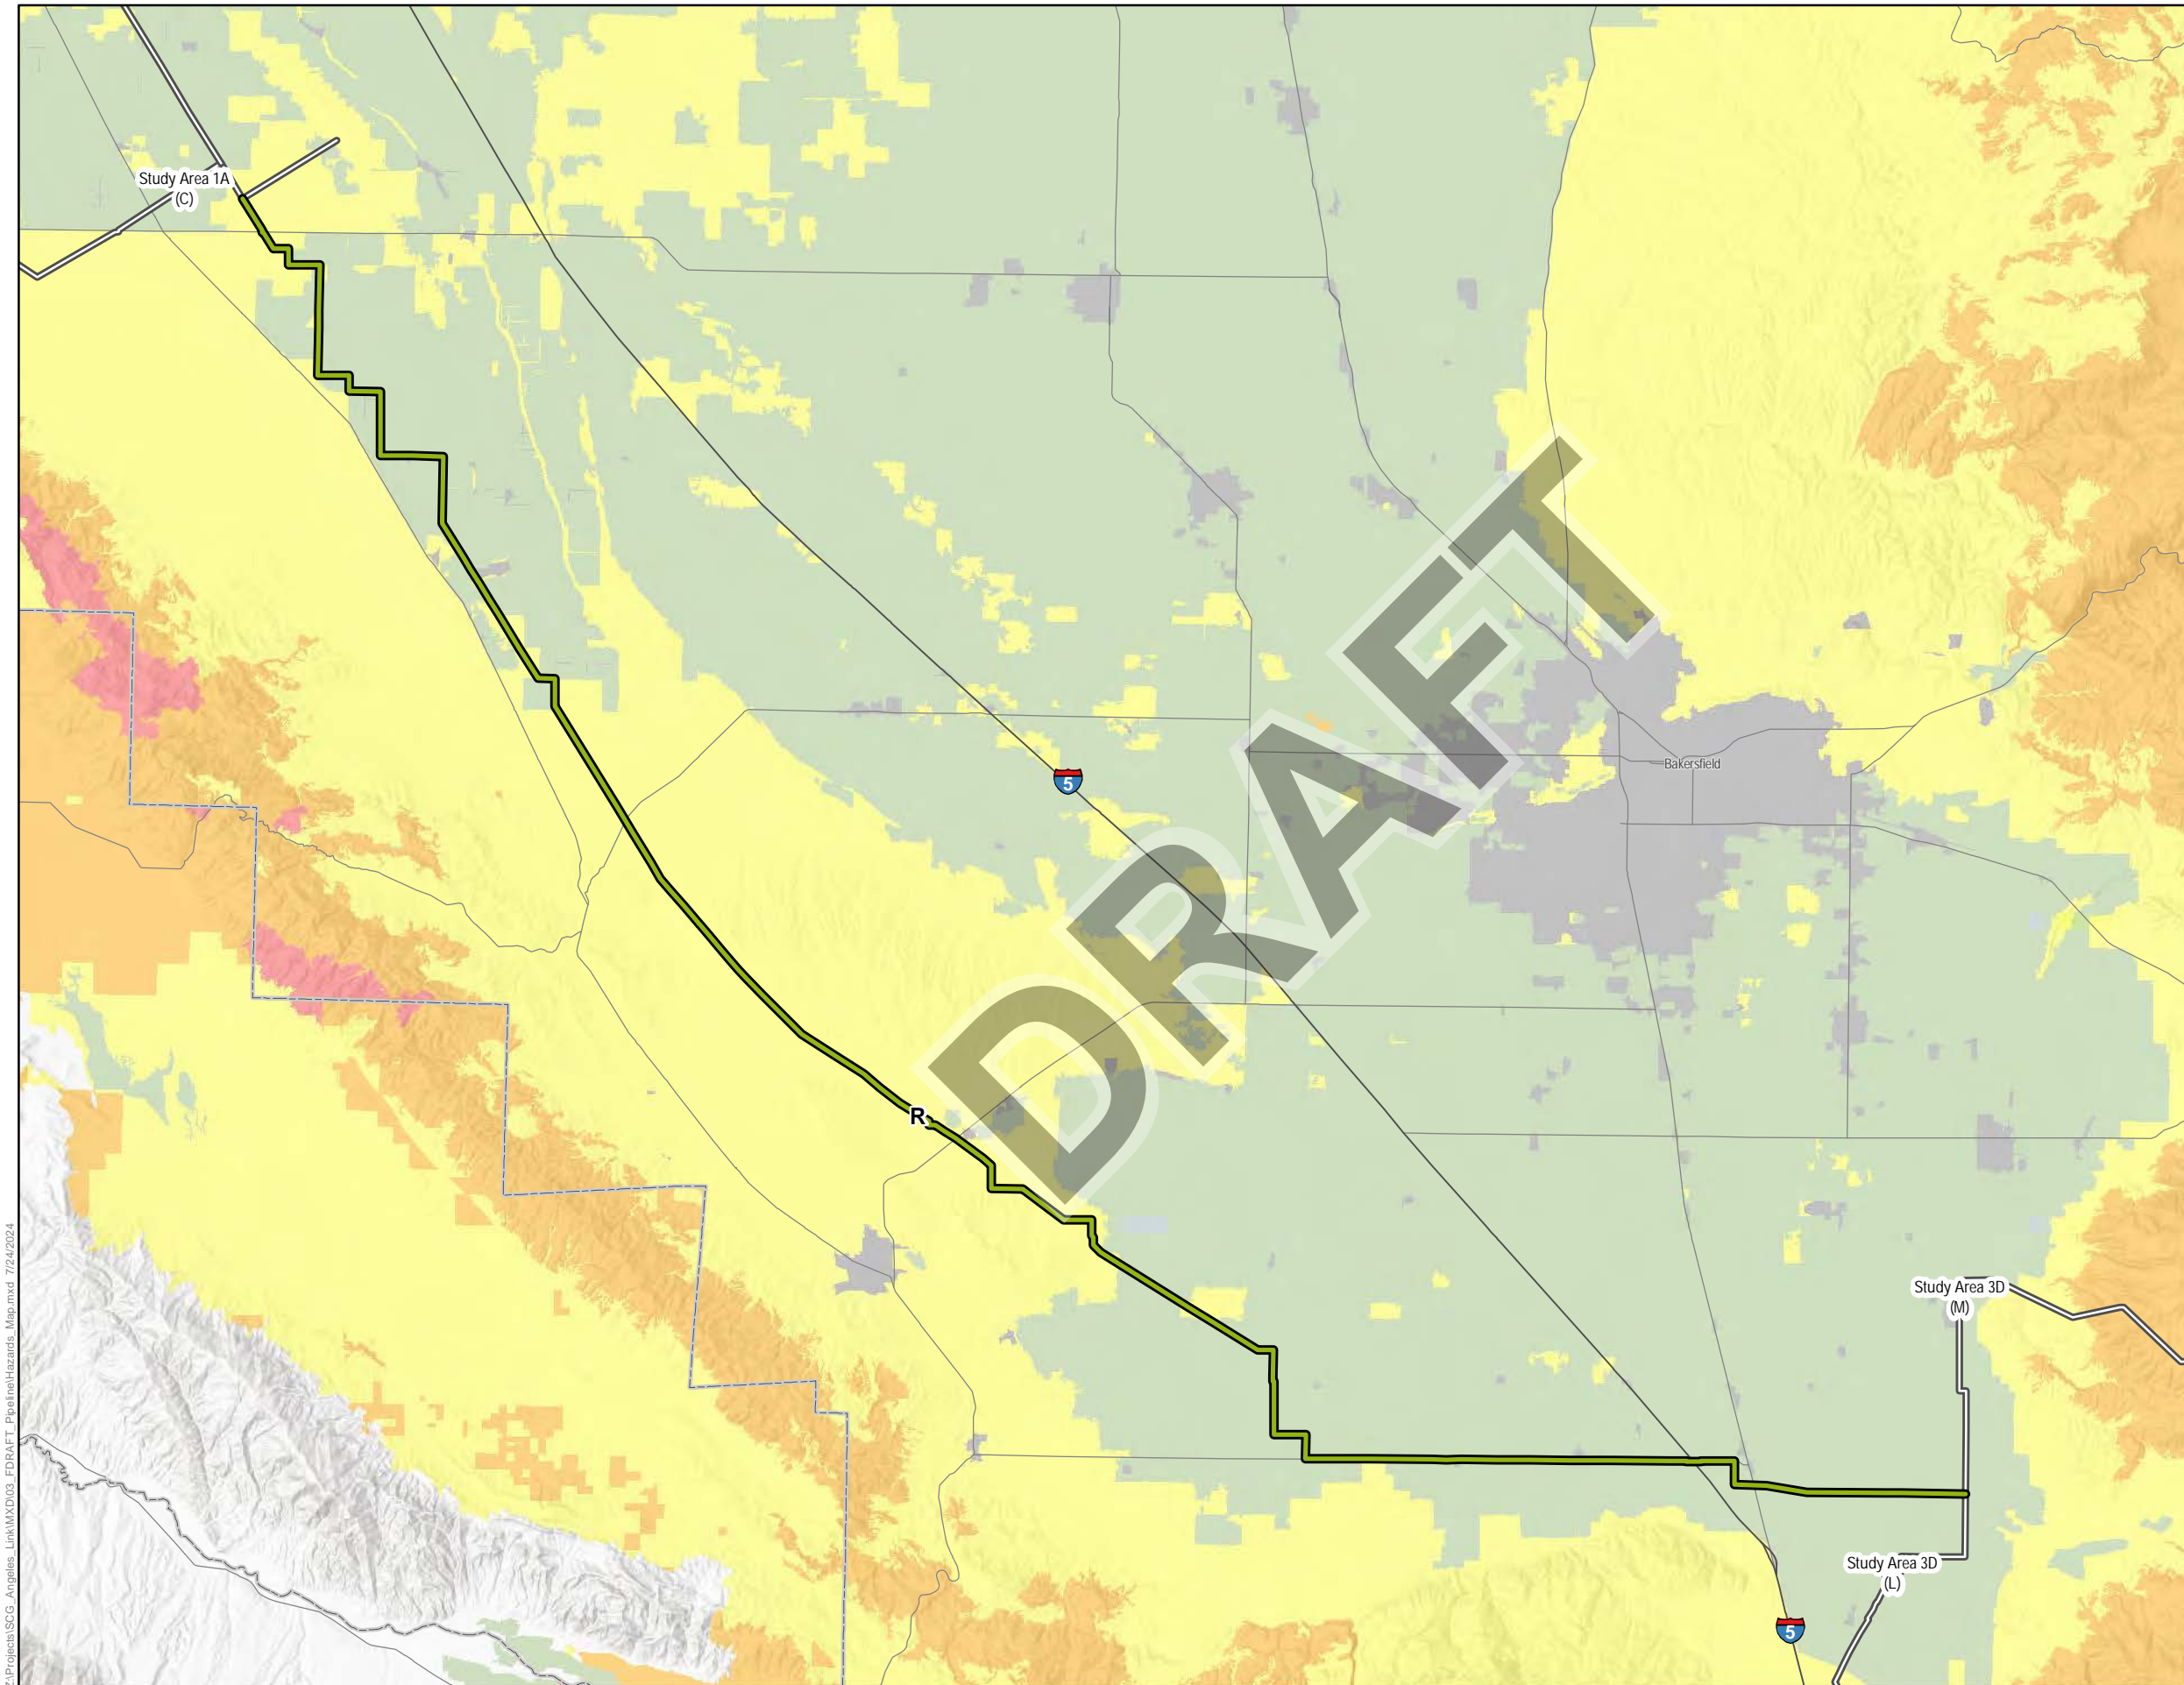 Study Area 1A
(C)
5
Bakersfield
DRAFT
R
Study Area 3D
(M)
Study Area 3D
(L)
5
Z:\Projects\SCG_Angeles_Link\MXD\03_FDRAFT_Pipeline\Hazards_Map.mxd 7/24/2024